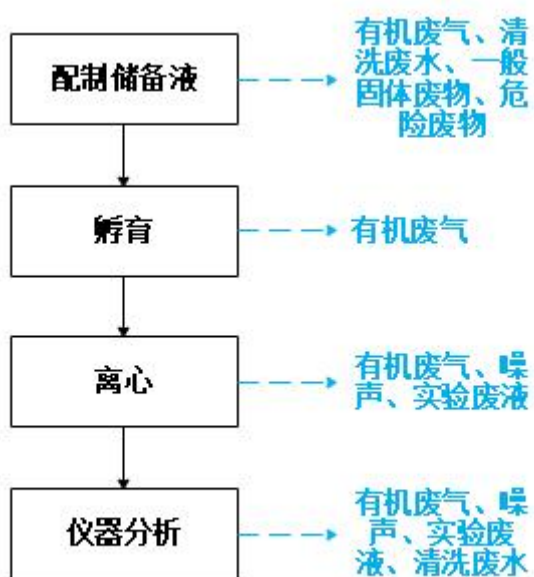 配制储备液
有机废气、清
洗废水、一般
固体废物、危
险废物
孵育
有机废气
离心
有机废气、噪
声、实验废液
仪器分析
有机废气、噪
声、实验废
液、清洗废水